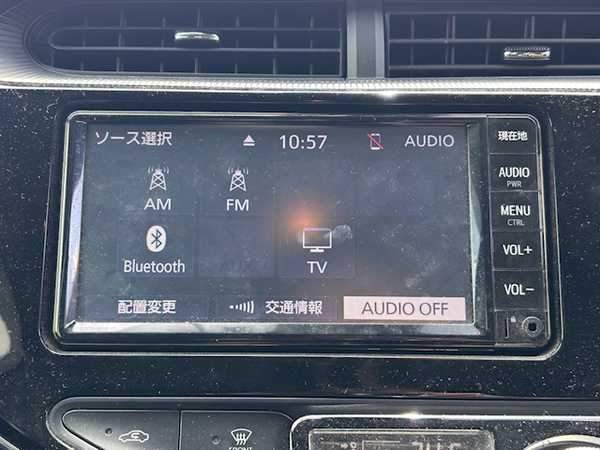 ソース選択 10:57 AUDIO
AM FM
Bluetooth TV
配置変更 交通情報 AUDIO OFF
現在地
AUDIO
PWR
MENU
CTRL
VOL+
VOL-
FRONT